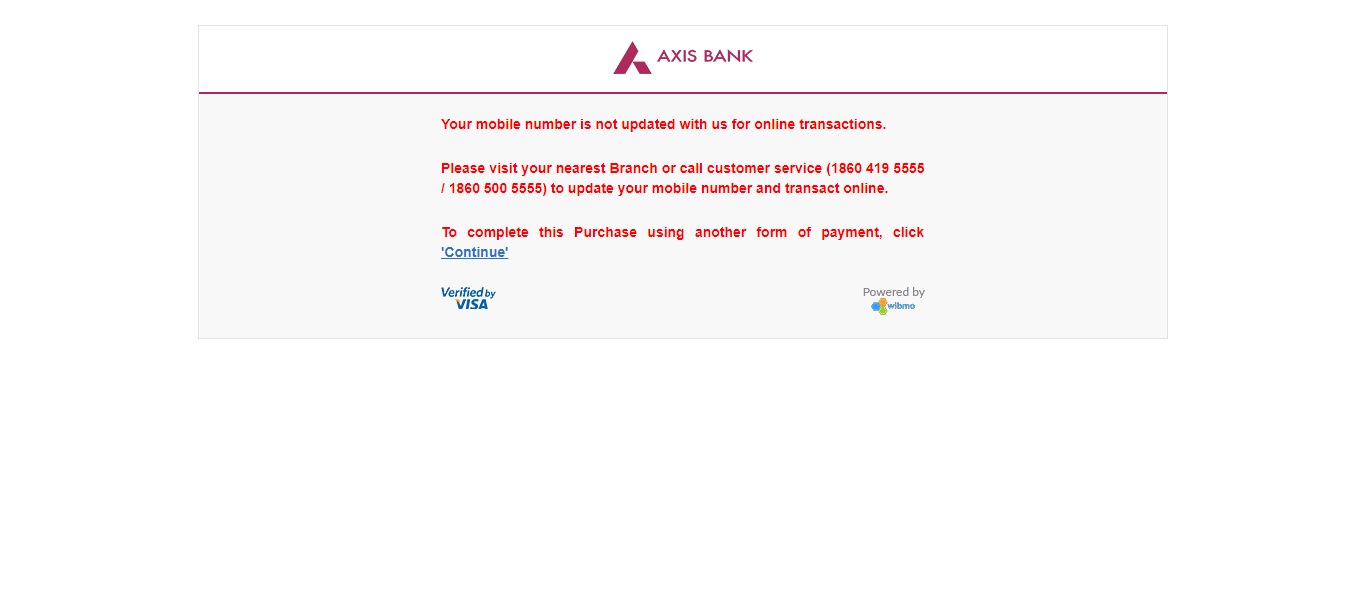 AXIS BANK
Your mobile number is not updated with us for online transactions.
Please visit your nearest Branch or call customer service (1860 419 5555
/ 1860 500 5555) to update your mobile number and transact online.
To complete this Purchase using another form of payment, click
'Continue'
Verified by
VISA
Powered by
wibmo